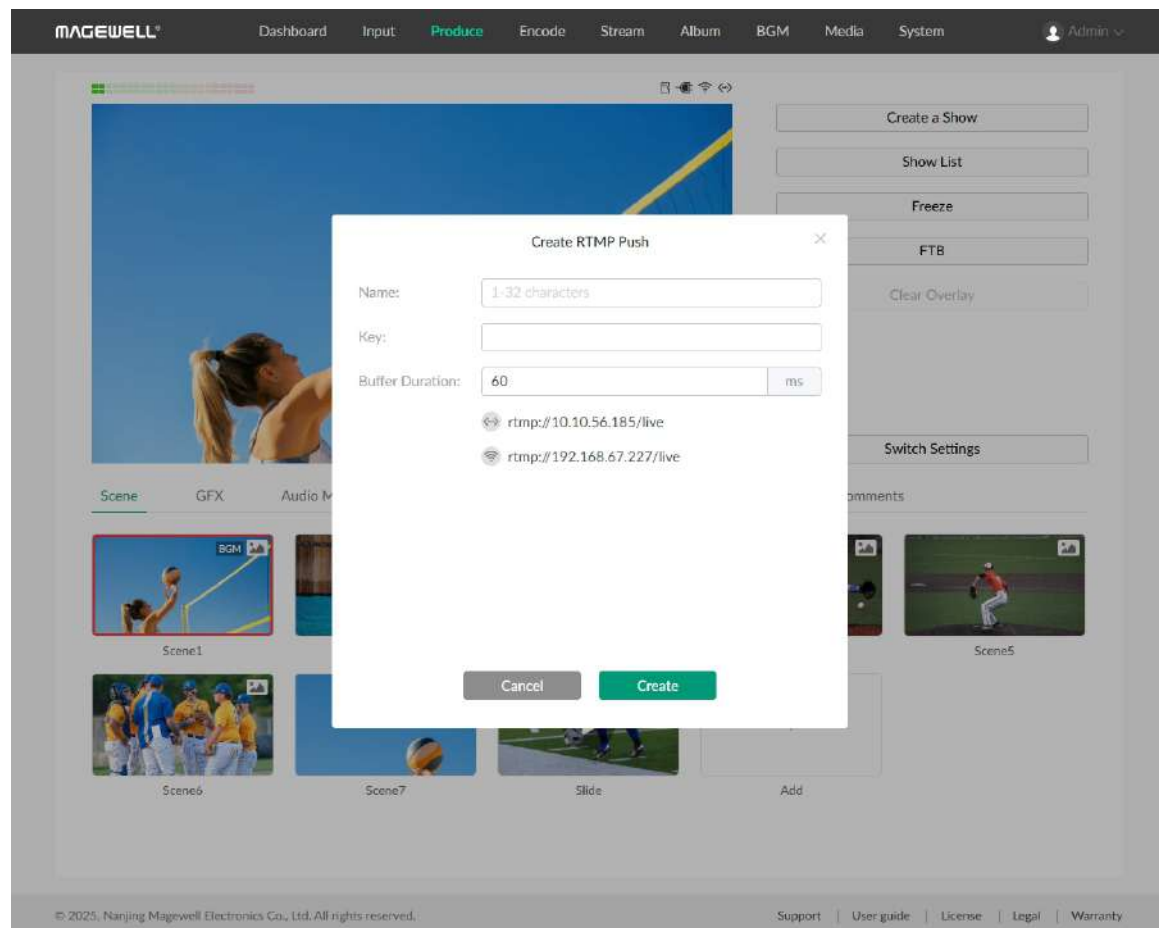 MAGEWELL®
Dashboard Input Produce Encode Stream Album BGM Media System Admin
Create a Show
Show List
Freeze
FTB
Clear Overlay
Create RTMP Push
Name: 1-32 characters
Key:
Buffer Duration: 60 ms
rtmp://10.10.56.185/live
rtmp://192.168.67.227/live
Cancel Create
Switch Settings
Scene GFX Audio M omments
BGM
Scene1 Scene5
Scene6 Scene7 Slide Add
© 2025, Nanjing Magewell Electronics Co., Ltd. All rights reserved. Support | User guide | License | Legal | Warranty